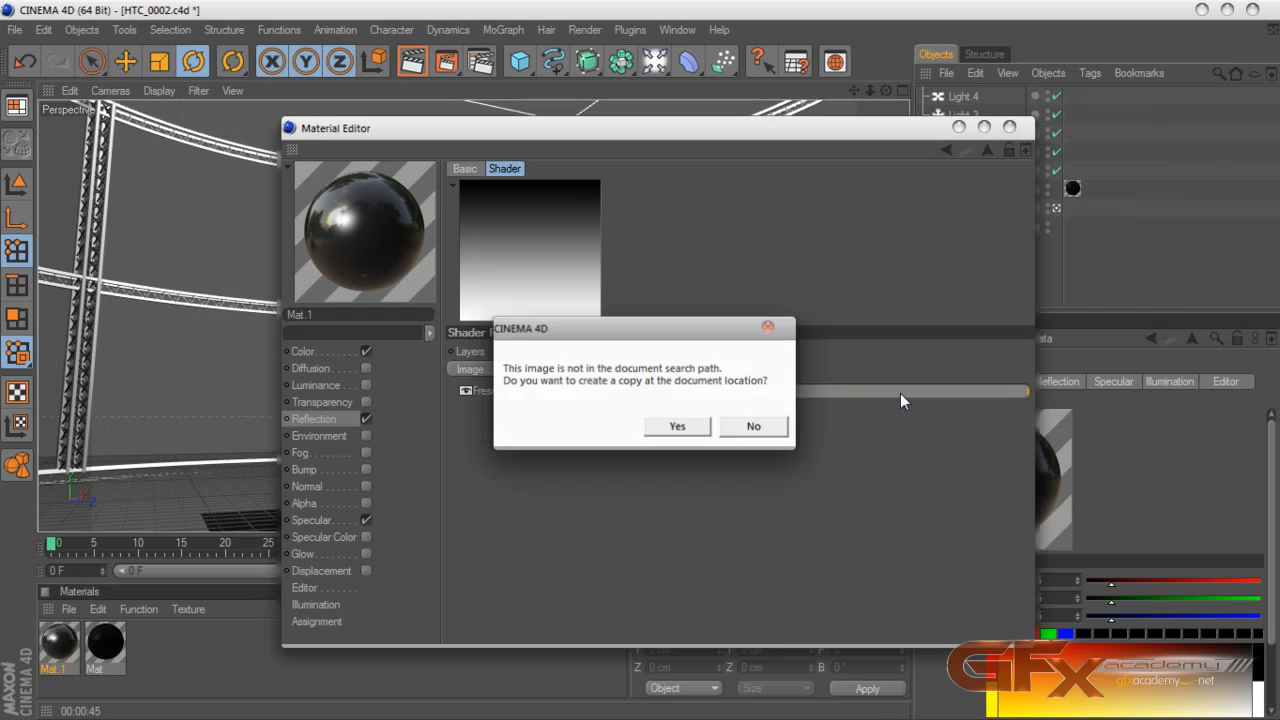 CINEMA 4D (64 Bit) - [HTC_0002.c4d *]
File Edit Objects Tools Selection Structure Functions Animation Character Dynamics MoGraph Hair Render Plugins Window Help
Objects Structure
File Edit View Objects Tags Bookmarks
Edit Cameras Display Filter View
Perspective
Light.4
Material Editor
Basic Shader
Mat.1
Shader
Layers
Image
CINEMA 4D
This image is not in the document search path.
Do you want to create a copy at the document location?
Yes No
Color
Diffusion
Luminance
Transparency
Reflection
Environment
Fog
Bump
Normal
Alpha
Specular
Specular Color
Glow
Displacement
Editor
Illumination
Assignment
Reflection Specular Illumination Editor
0 5 10 15 20 25
0 F 0 F
Materials
File Edit Function Texture
Mat.1 Mat
Z 0 cm Z 0 cm B 0 °
Object Size Apply
MAXON
CINEMA 4D
00:00:45
GFx academy
gfxacademy.net